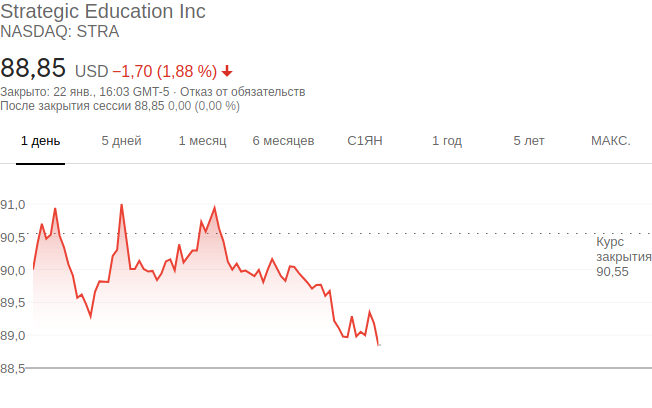 Strategic Education Inc
NASDAQ: STRA
88,85 USD −1,70 (1,88 %)
Закрыто: 22 янв., 16:03 GMT-5 · Отказ от обязательств
После закрытия сессии 88,85 0,00 (0,00 %)
1 день 5 дней 1 месяц 6 месяцев С1ЯН 1 год 5 лет МАКС.
91,0
90,5
Курс
закрытия
90,55
90,0
89,5
89,0
88,5